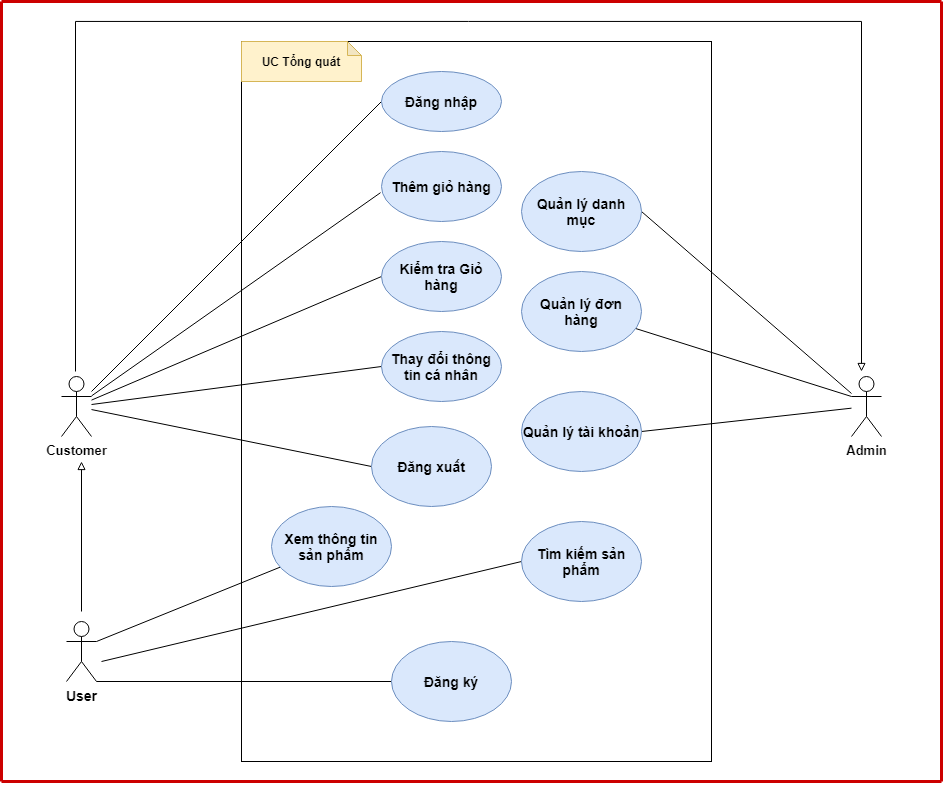 UC Tổng quát
Đăng nhập
Thêm giỏ hàng
Quản lý danh
mục
Kiểm tra Giỏ
hàng
Quản lý đơn
hàng
Thay đổi thông
tin cá nhân
Customer
Admin
Quản lý tài khoản
Đăng xuất
Xem thông tin
sản phẩm
Tìm kiếm sản
phẩm
User
Đăng ký